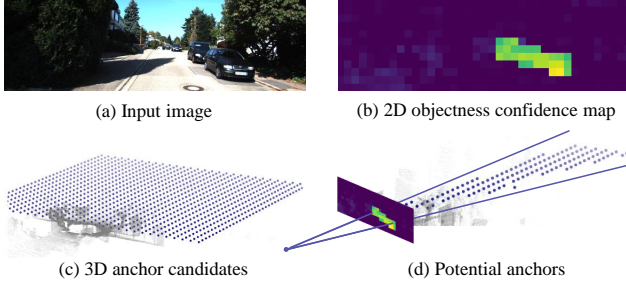 (a) Input image
(b) 2D objectness confidence map
(c) 3D anchor candidates
(d) Potential anchors